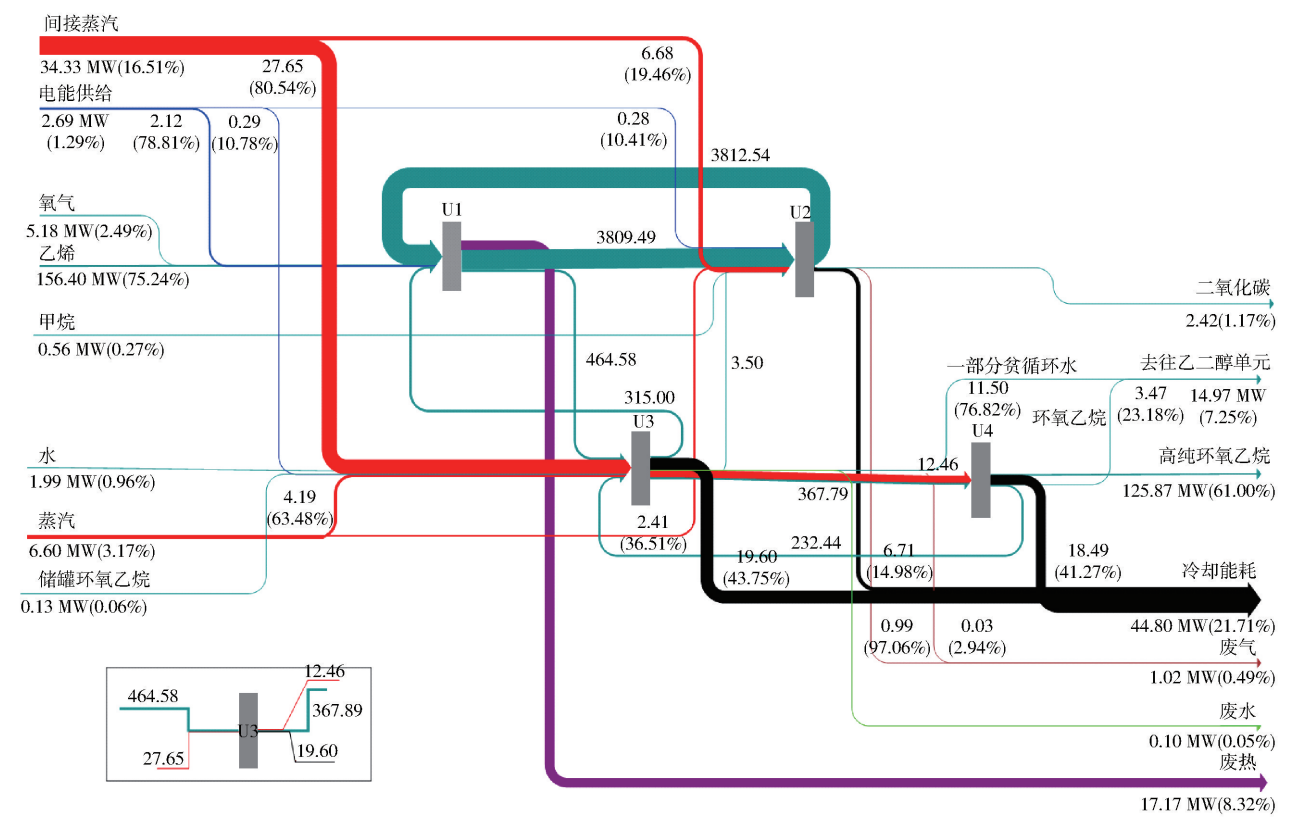 间接蒸汽
34.33 MW(16.51%)
27.65
(80.54%)
6.68
(19.46%)
电能供给
2.69 MW
(1.29%)
2.12
(78.81%)
0.29
(10.78%)
0.28
(10.41%)
3812.54
氧气
5.18 MW(2.49%)
U1
U2
3809.49
乙烯
156.40 MW(75.24%)
二氧化碳
2.42(1.17%)
甲烷
0.56 MW(0.27%)
464.58
3.50
一部分贫循环水
去往乙二醇单元
11.50
(76.82%)
3.47
(23.18%)
14.97 MW
(7.25%)
315.00
环氧乙烷
U3
U4
水
1.99 MW(0.96%)
12.46
高纯环氧乙烷
125.87 MW(61.00%)
367.79
4.19
(63.48%)
蒸汽
6.60 MW(3.17%)
2.41
(36.51%)
232.44
19.60
(43.75%)
6.71
(14.98%)
18.49
(41.27%)
储罐环氧乙烷
0.13 MW(0.06%)
冷却能耗
44.80 MW(21.71%)
0.99
(97.06%)
0.03
(2.94%)
废气
1.02 MW(0.49%)
废水
0.10 MW(0.05%)
废热
17.17 MW(8.32%)
12.46
464.58
367.89
U3
27.65
19.60